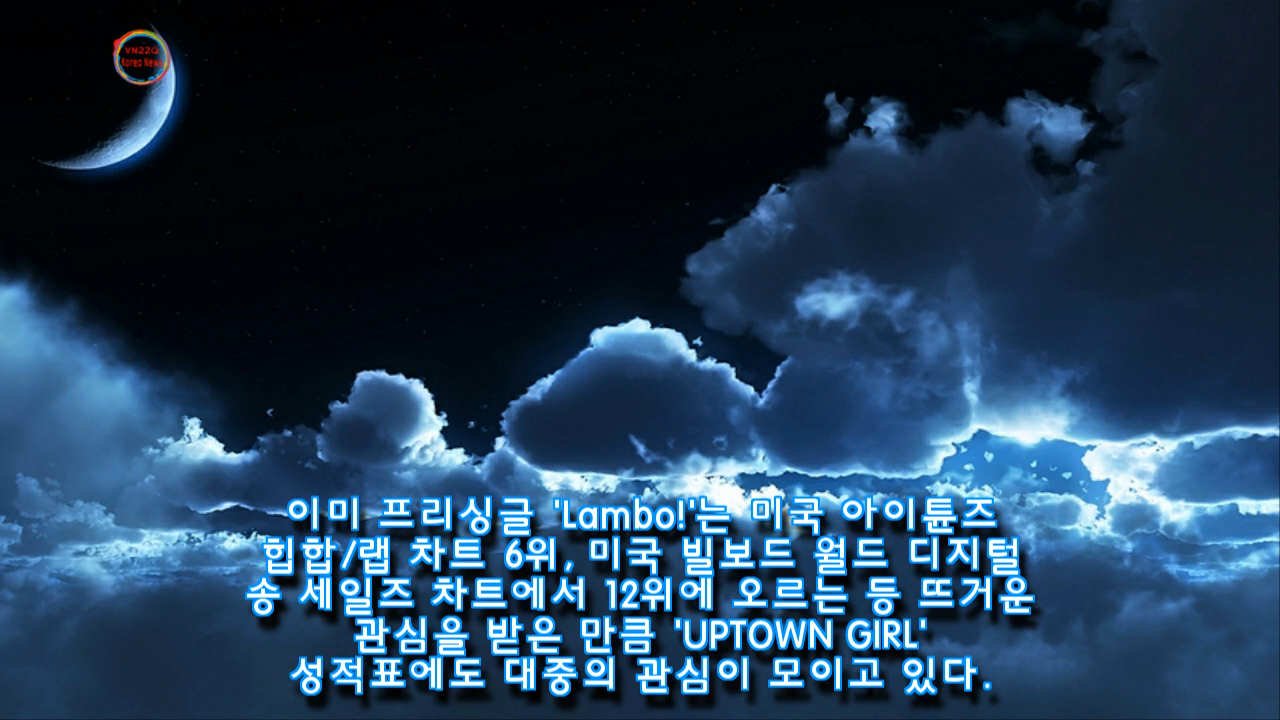 VN22Q
Korea News
이미 프리싱글 'Lambo!'는 미국 아이튠즈
힙합/랩 차트 6위, 미국 빌보드 월드 디지털
송 세일즈 차트에서 12위에 오르는 등 뜨거운
관심을 받은 만큼 'UPTOWN GIRL'
성적표에도 대중의 관심이 모이고 있다.